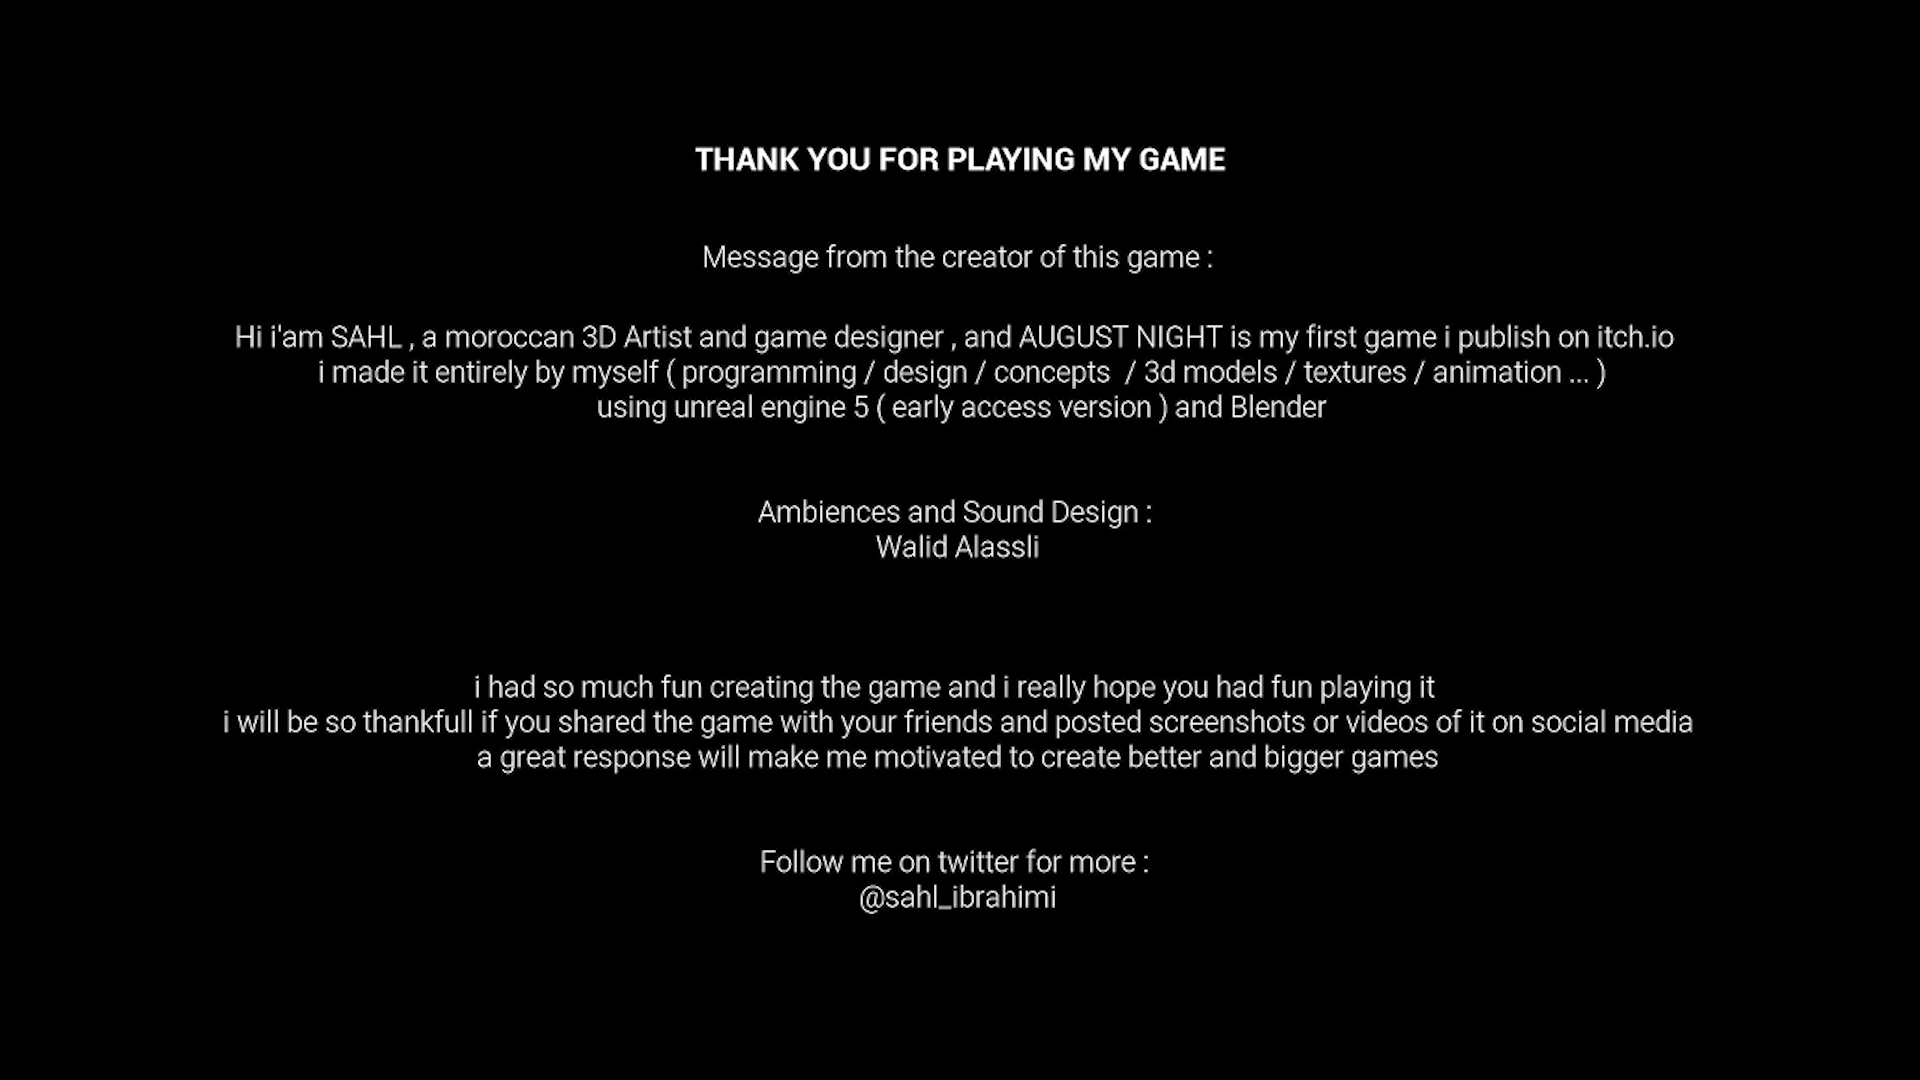 THANK YOU FOR PLAYING MY GAME
Message from the creator of this game :
Hi i'am SAHL , a moroccan 3D Artist and game designer , and AUGUST NIGHT is my first game i publish on itch.io
i made it entirely by myself ( programming / design / concepts  / 3d models / textures / animation ... )
using unreal engine 5 ( early access version ) and Blender
Ambiences and Sound Design :
Walid Alassli
i had so much fun creating the game and i really hope you had fun playing it
i will be so thankfull if you shared the game with your friends and posted screenshots or videos of it on social media
a great response will make me motivated to create better and bigger games
Follow me on twitter for more :
@sahl_ibrahimi